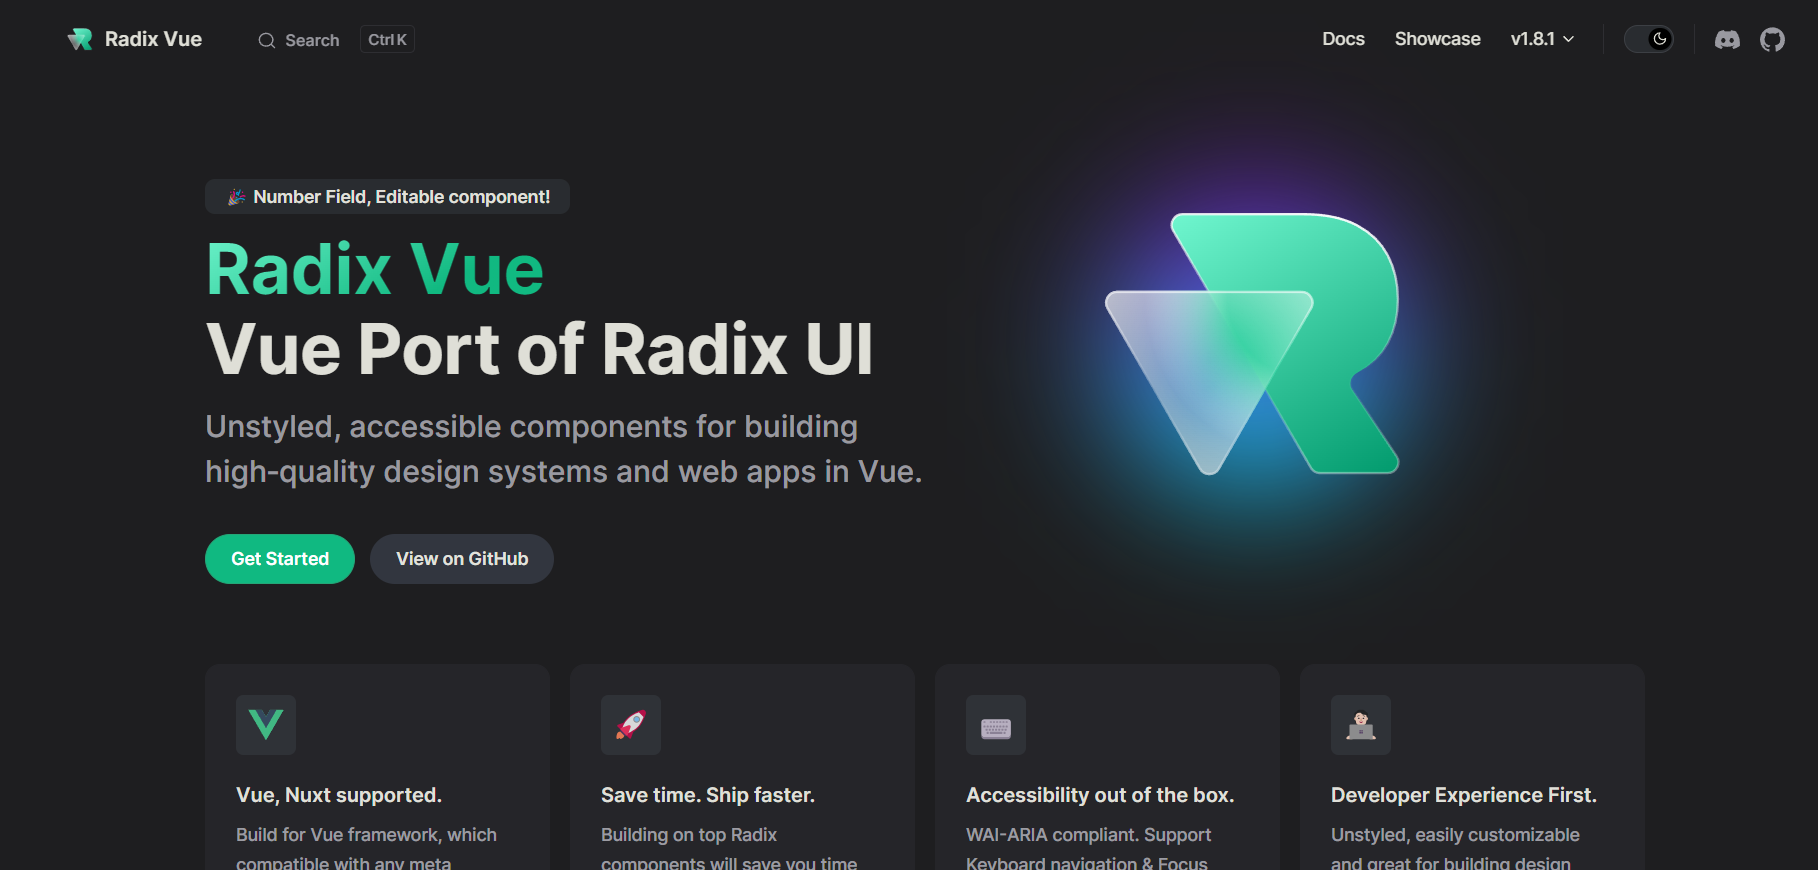 Radix Vue
Search
Ctrl K
Docs
Showcase
v1.8.1
Number Field, Editable component!
Radix Vue
Vue Port of Radix UI
Unstyled, accessible components for building
high-quality design systems and web apps in Vue.
Get Started
View on GitHub
Vue, Nuxt supported.
Build for Vue framework, which
compatible with any meta
Save time. Ship faster.
Building on top Radix
components will save you time
Accessibility out of the box.
WAI-ARIA compliant. Support
Keyboard navigation & Focus
Developer Experience First.
Unstyled, easily customizable
and great for building design